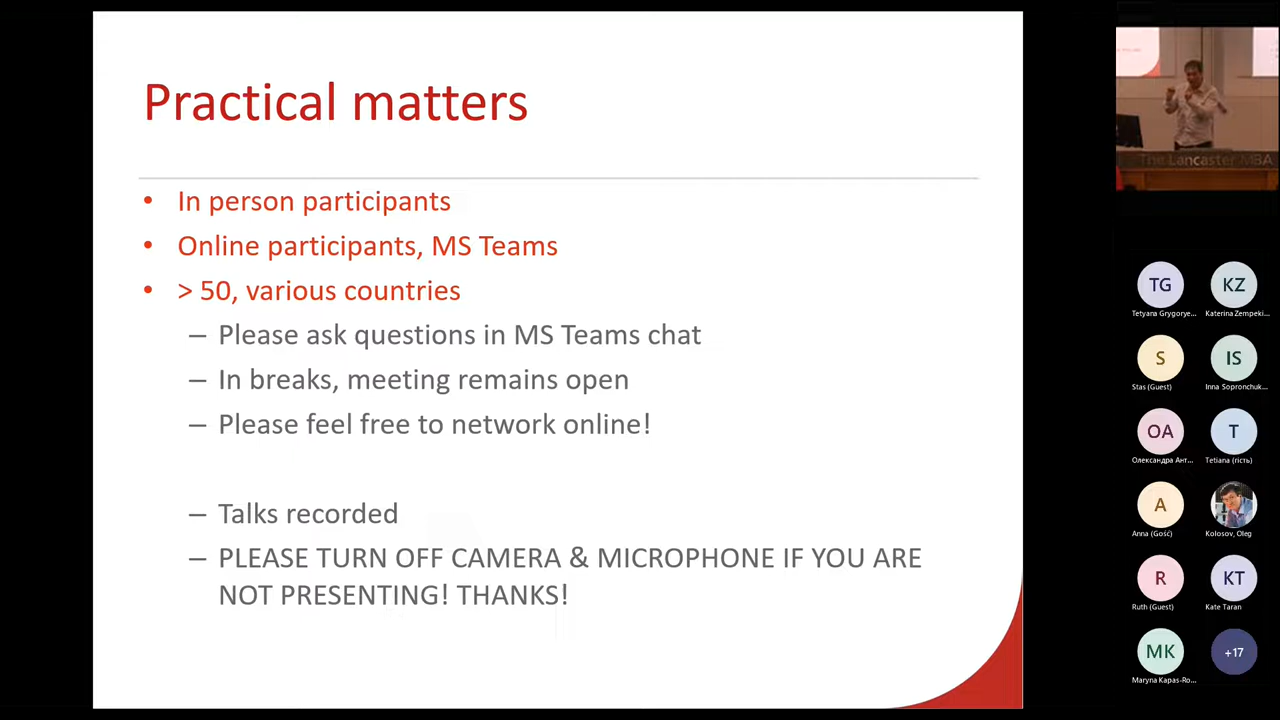 Practical matters
• In person participants
• Online participants, MS Teams
• > 50, various countries
– Please ask questions in MS Teams chat
– In breaks, meeting remains open
– Please feel free to network online!
– Talks recorded
– PLEASE TURN OFF CAMERA & MICROPHONE IF YOU ARE
NOT PRESENTING! THANKS!
The Lancaster MBA
TG
KZ
Tetyana Grygorye...
Katerina Zempeki...
S
IS
Stas (Guest)
Inna Sopronchuk...
OA
T
Олександра Ант...
Tetiana (гість)
A
Anna (Gość)
Kolosov, Oleg
R
KT
Ruth (Guest)
Kate Taran
MK
+17
Maryna Kapas-Ro...